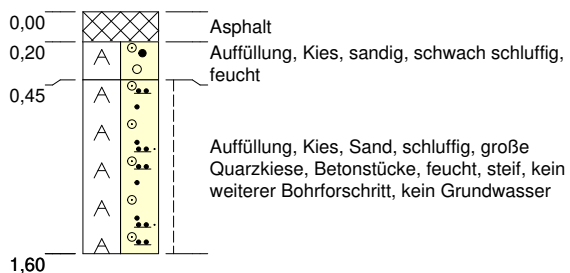 0,00
Asphalt
0,20
Auffüllung, Kies, sandig, schwach schluffig,
feucht
0,45
Auffüllung, Kies, Sand, schluffig, große
Quarzkiese, Betonstücke, feucht, steif, kein
weiterer Bohrforschritt, kein Grundwasser
1,60
A
A
A
A
A
A